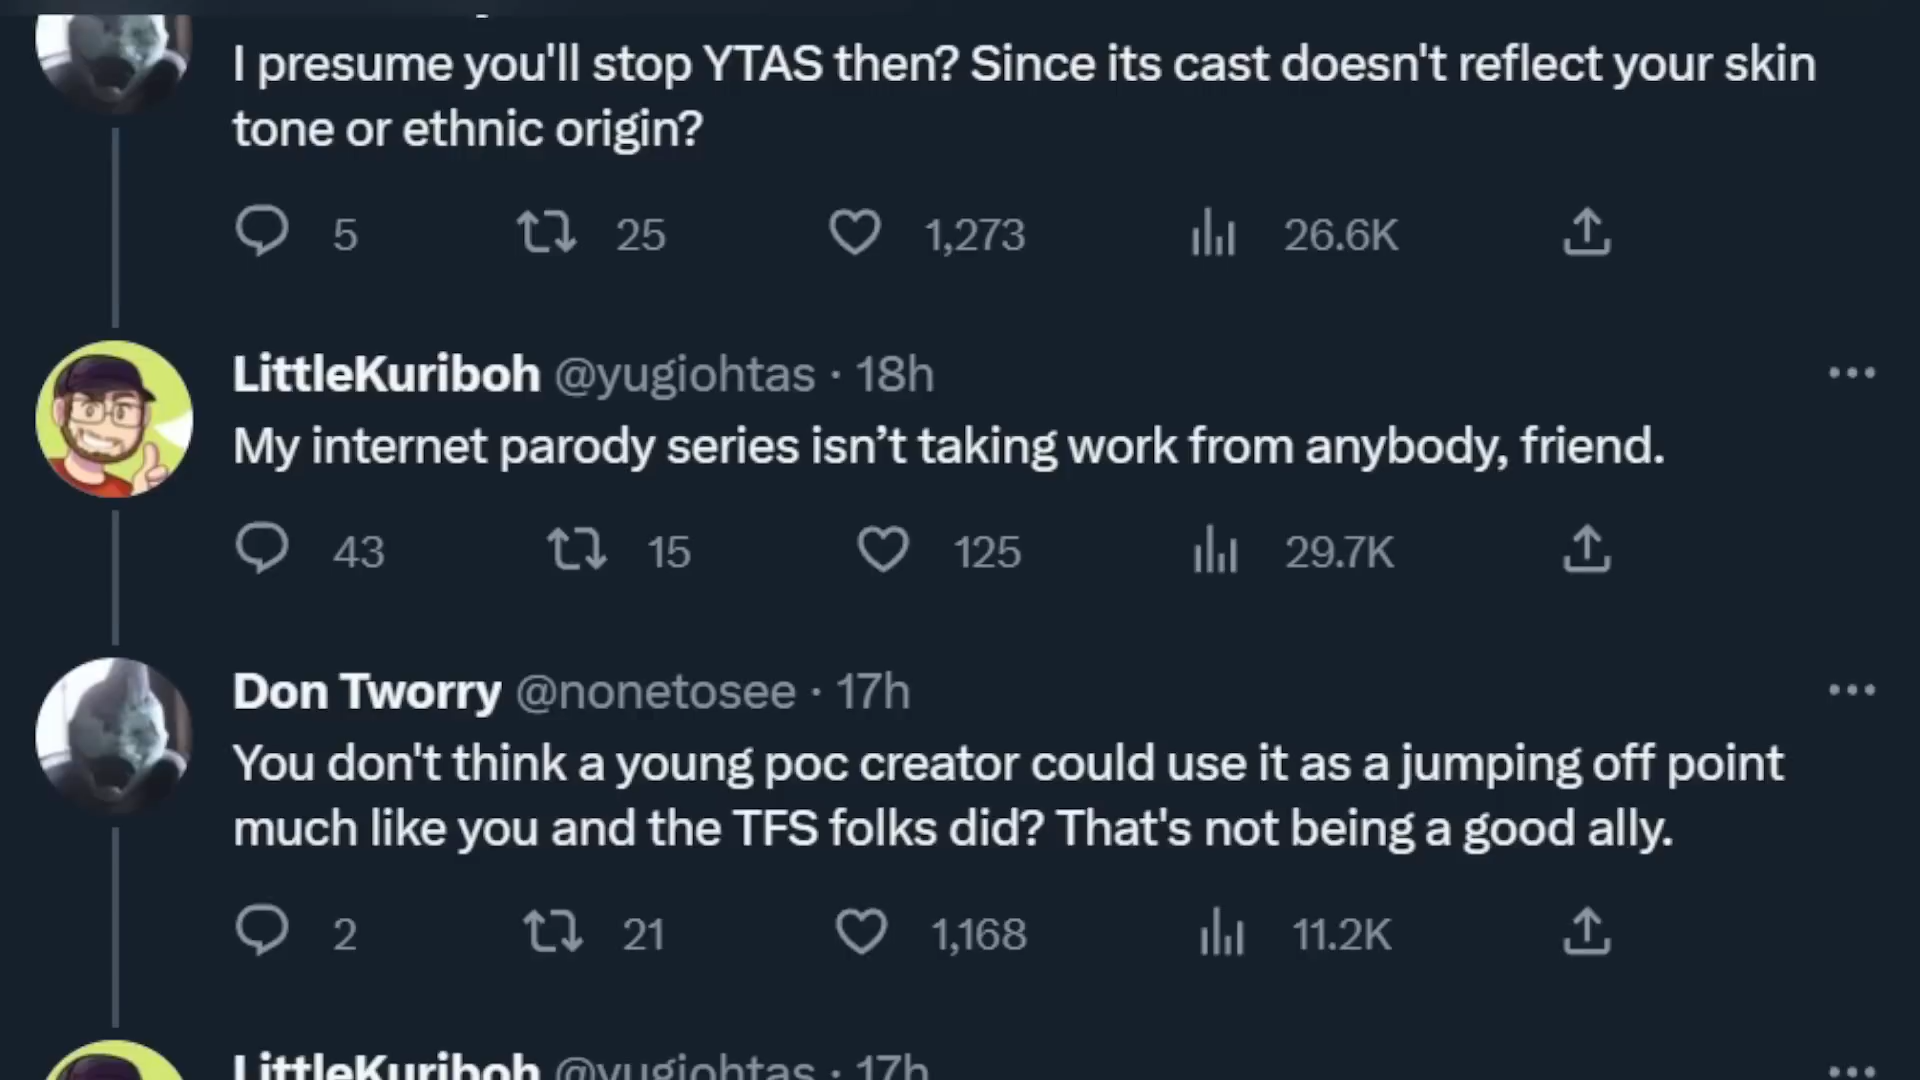 I presume you'll stop YTAS then? Since its cast doesn't reflect your skin
tone or ethnic origin?
5 25 1,273 26.6K
LittleKuriboh @yugiohtas · 18h
My internet parody series isn’t taking work from anybody, friend.
43 15 125 29.7K
Don Tworry @nonetosee · 17h
You don't think a young poc creator could use it as a jumping off point
much like you and the TFS folks did? That's not being a good ally.
2 21 1,168 11.2K
LittleKuriboh @yugiohtas · 17h